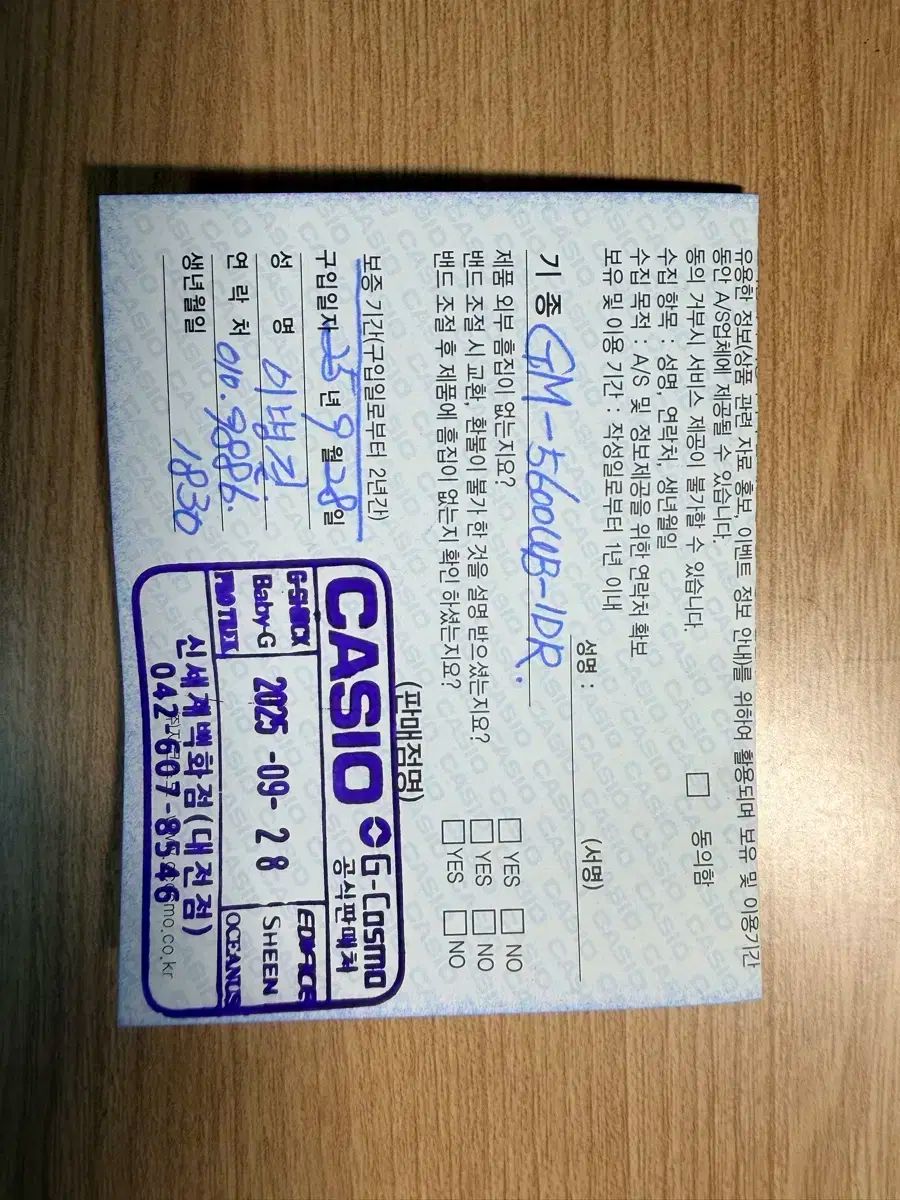 유용한 정보(상품 관련 자료 홍보, 이벤트 정보 안내)를 위하여 활용되며 보유 및 이용기간
동안 A/S업체에 제공될 수 있습니다.
동의 거부시 서비스 제공이 불가할 수 있습니다. □ 동의함
수집 항목 : 성명, 연락처, 생년월일
수집 목적 : A/S 및 정보제공을 위한 연락처 확보
보유 및 이용 기간 : 작성일로부터 1년 이내
성명 : (서명)
기 종 GM-5600UB-1DR.
제품 외부 흠집이 없는지요? □ YES □ NO
밴드 조절 시 교환, 환불이 불가 한 것을 설명 받으셨는지요? □ YES □ NO
밴드 조절 후 제품에 흠집이 없는지 확인 하셨는지요? □ YES □ NO
보증 기간(구입일로부터 2년간)
구입일자 25 년 9 월 28 일
성 명 이범진
연 락 처 010.9886.
1830
생년월일
(판매점명)
CASIO G-Cosmo
공식판매처
G-SHOCK
Baby-G
PRO TREK
2025 -09- 28
EDIFICE
SHEEN
OCEANUS
신세계백화점(대전점)
042-607-8546